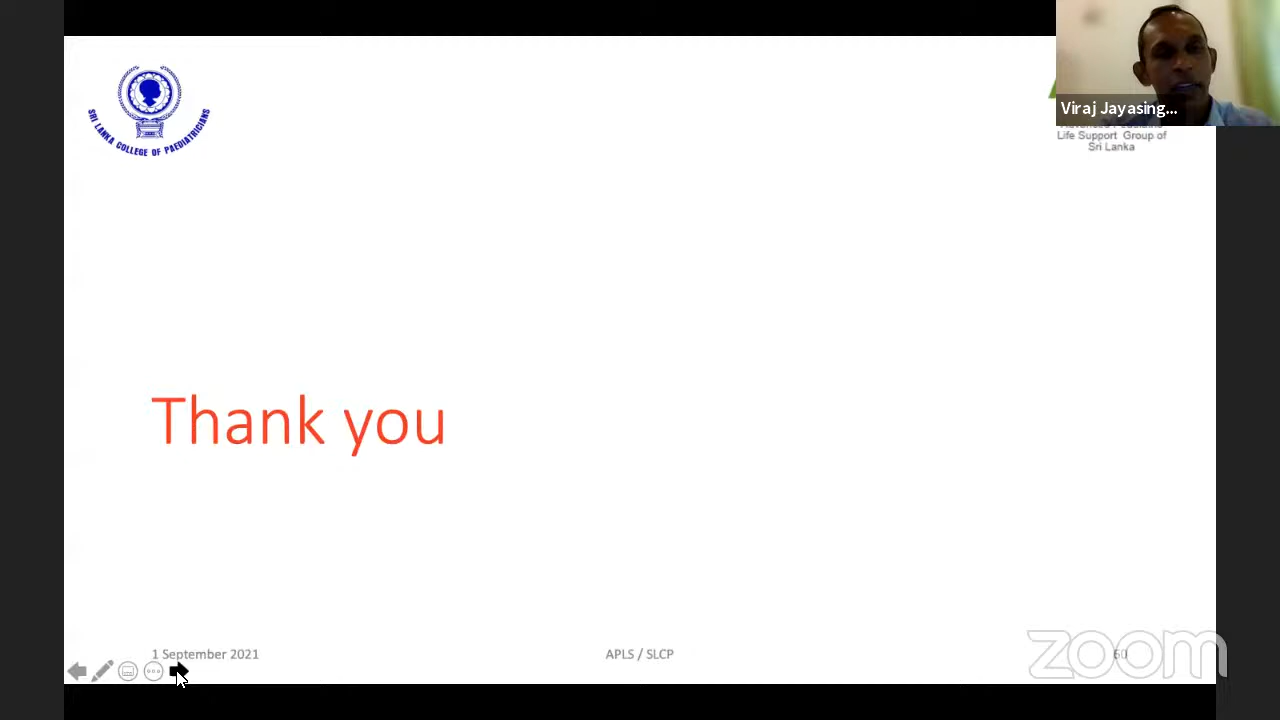 SRI LANKA COLLEGE OF PAEDIATRICIANS
Viraj Jayasing...
Life Support Group of
Sri Lanka
Thank you
1 September 2021
APLS / SLCP
60
zoom